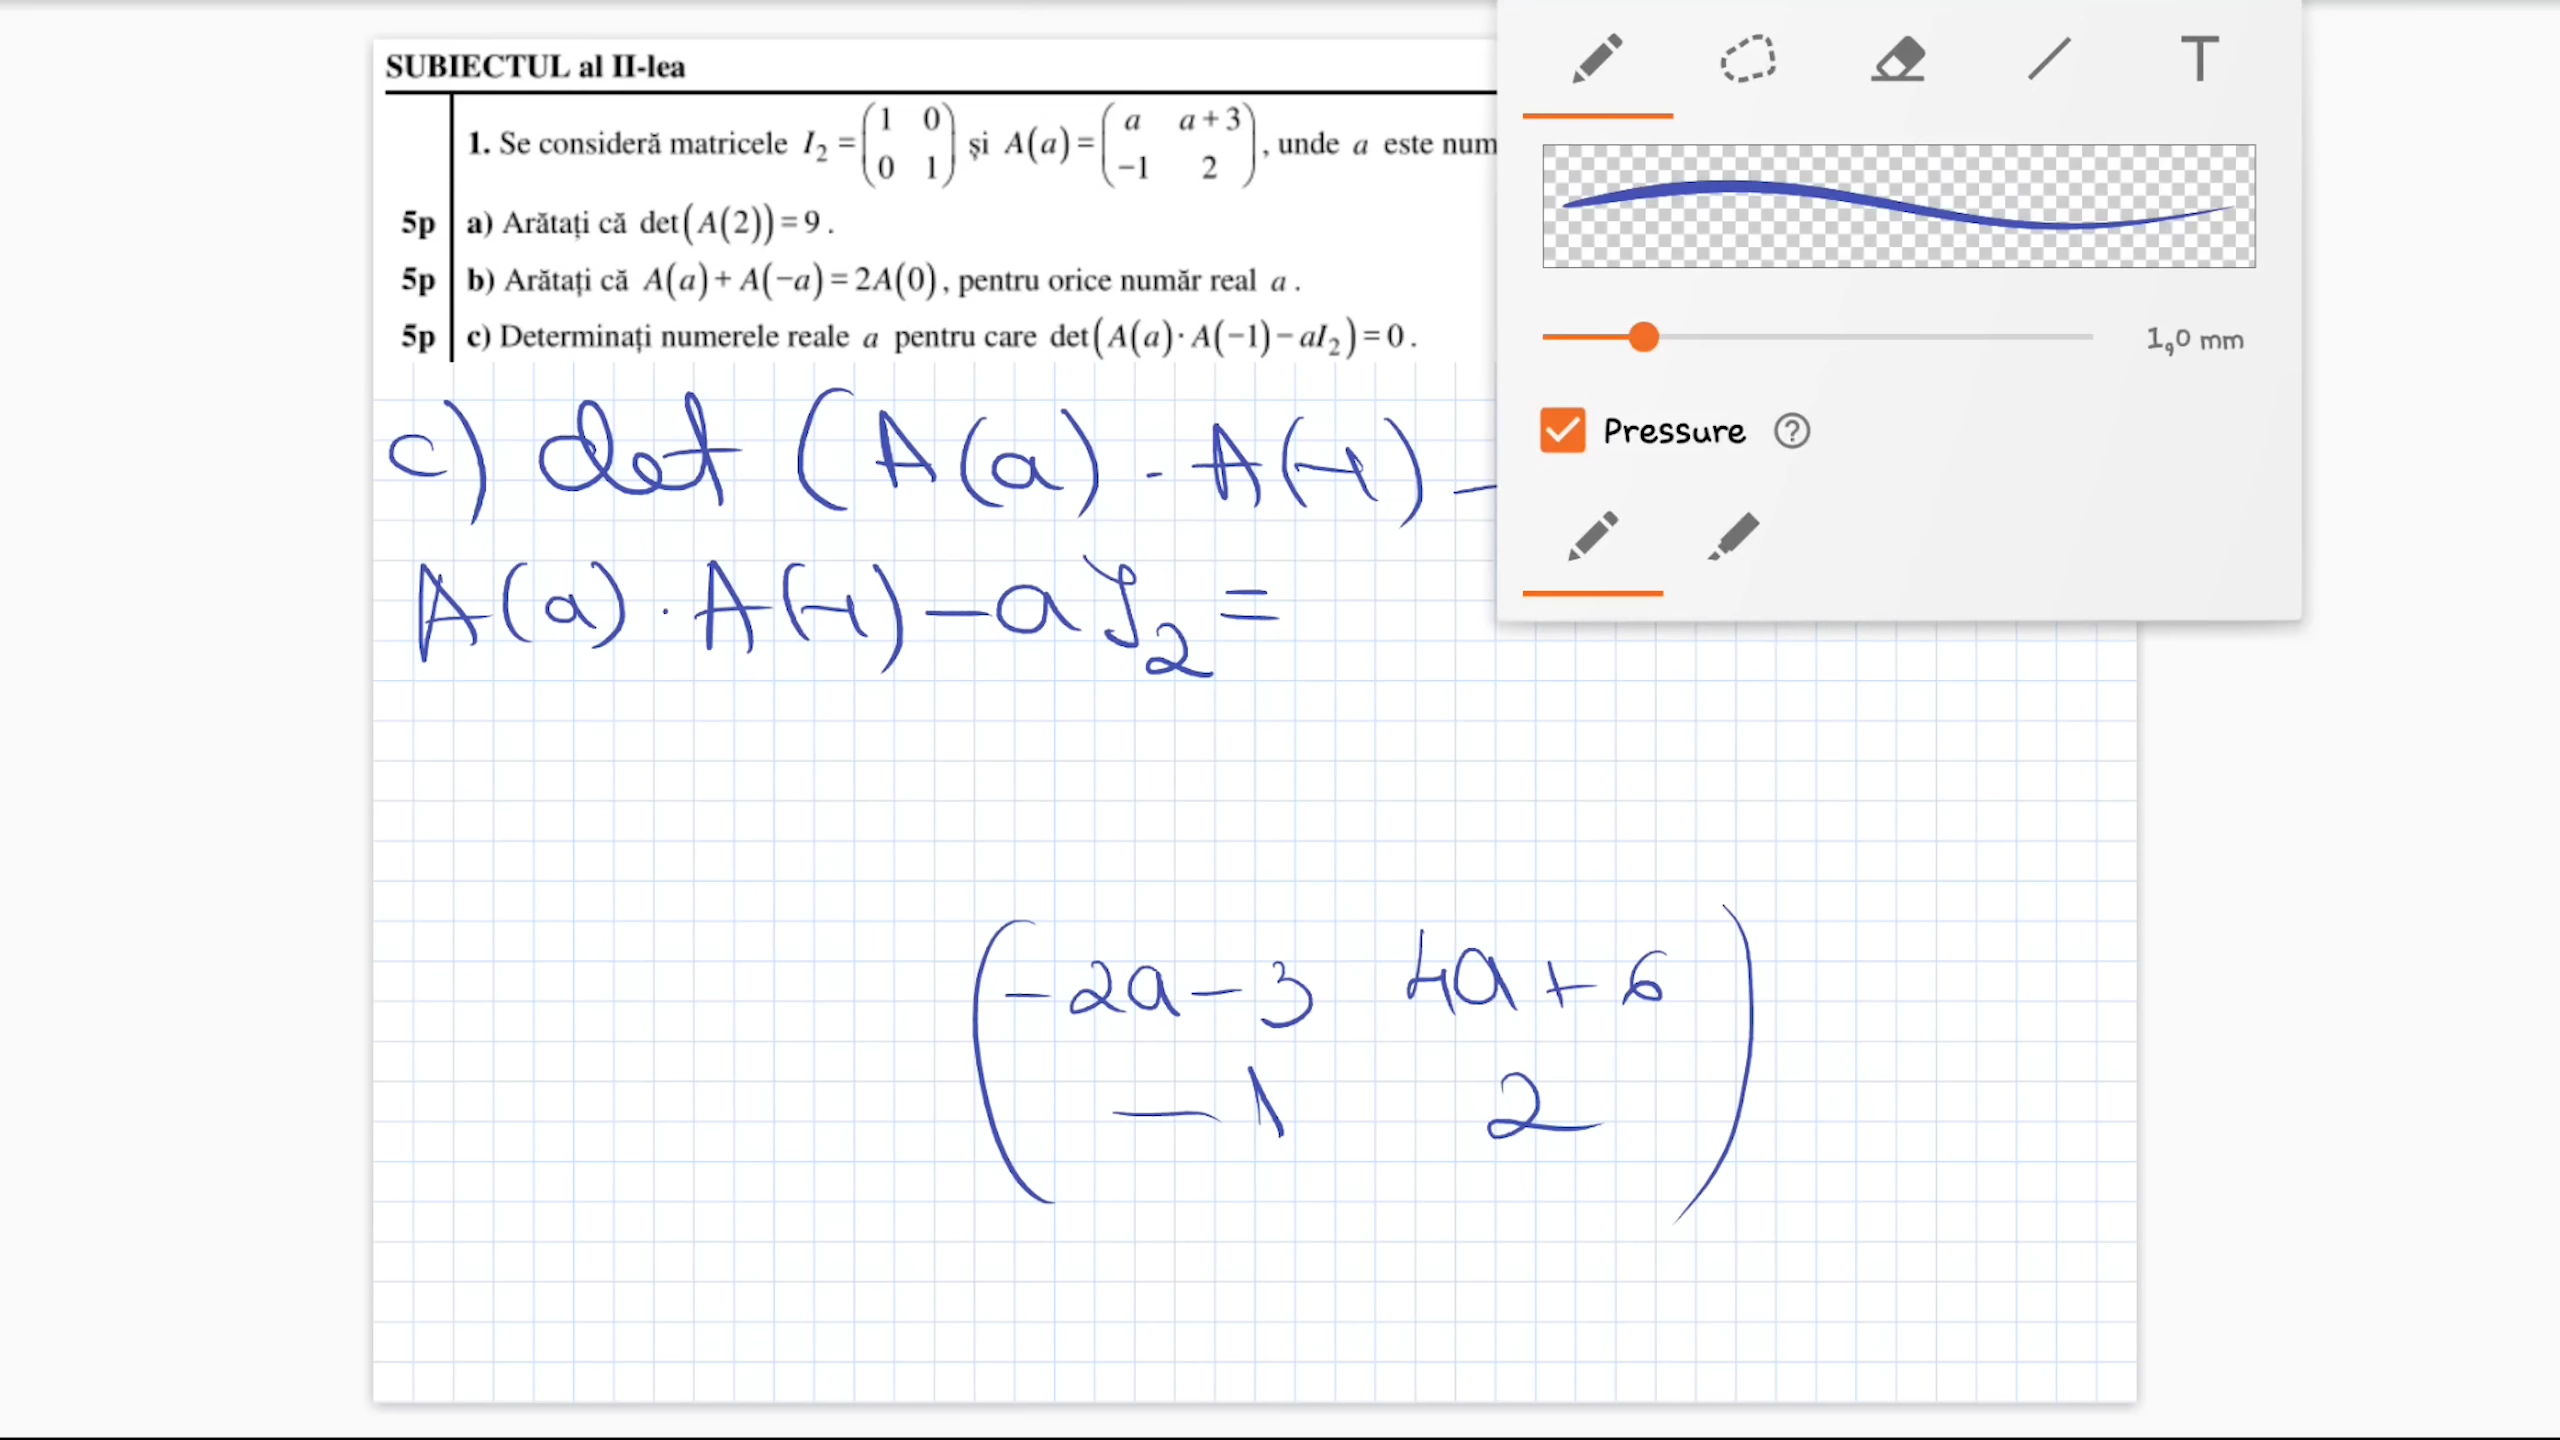 SUBIECTUL al II-lea
1. Se consideră matricele I₂ = (1 0; 0 1) și A(a) = (a a+3; −1 2), unde a este num
5p a) Arătați că det(A(2)) = 9.
5p b) Arătați că A(a) + A(−a) = 2A(0), pentru orice număr real a.
5p c) Determinați numerele reale a pentru care det(A(a)·A(−1) − aI₂) = 0.
T
1,0 mm
Pressure ?
c) det (A(a) · A(-1) −
A(a) · A(-1) − aI₂ =
−2a−3 4a+6
−1 2